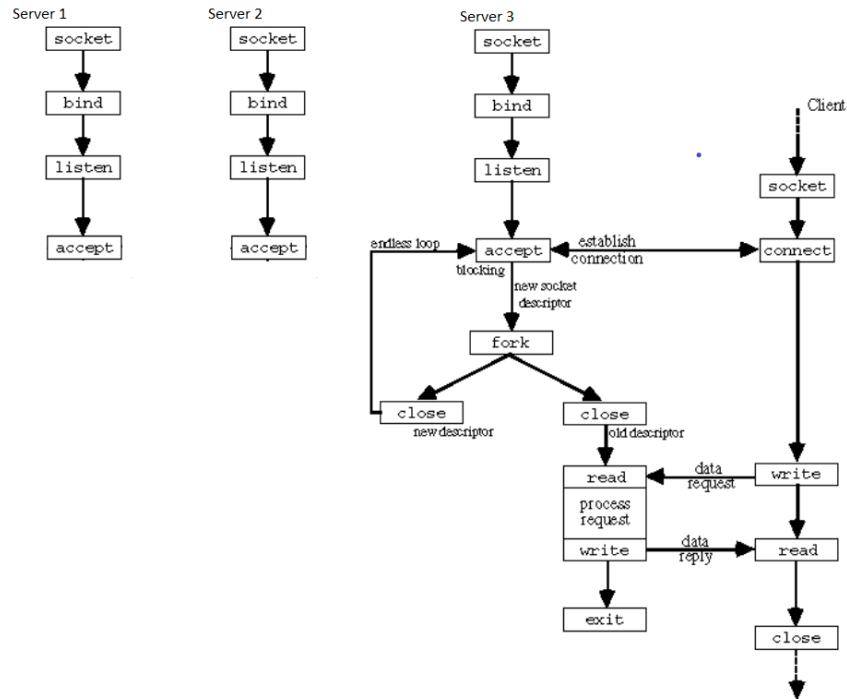 Server 1
socket
bind
listen
accept
Server 2
socket
bind
listen
accept
Server 3
socket
bind
listen
endless loop
accept
blocking
establish
connection
new socket
descriptor
fork
close
new descriptor
close
old descriptor
read
process
request
write
exit
Client
socket
connect
write
data
request
data
reply
read
close